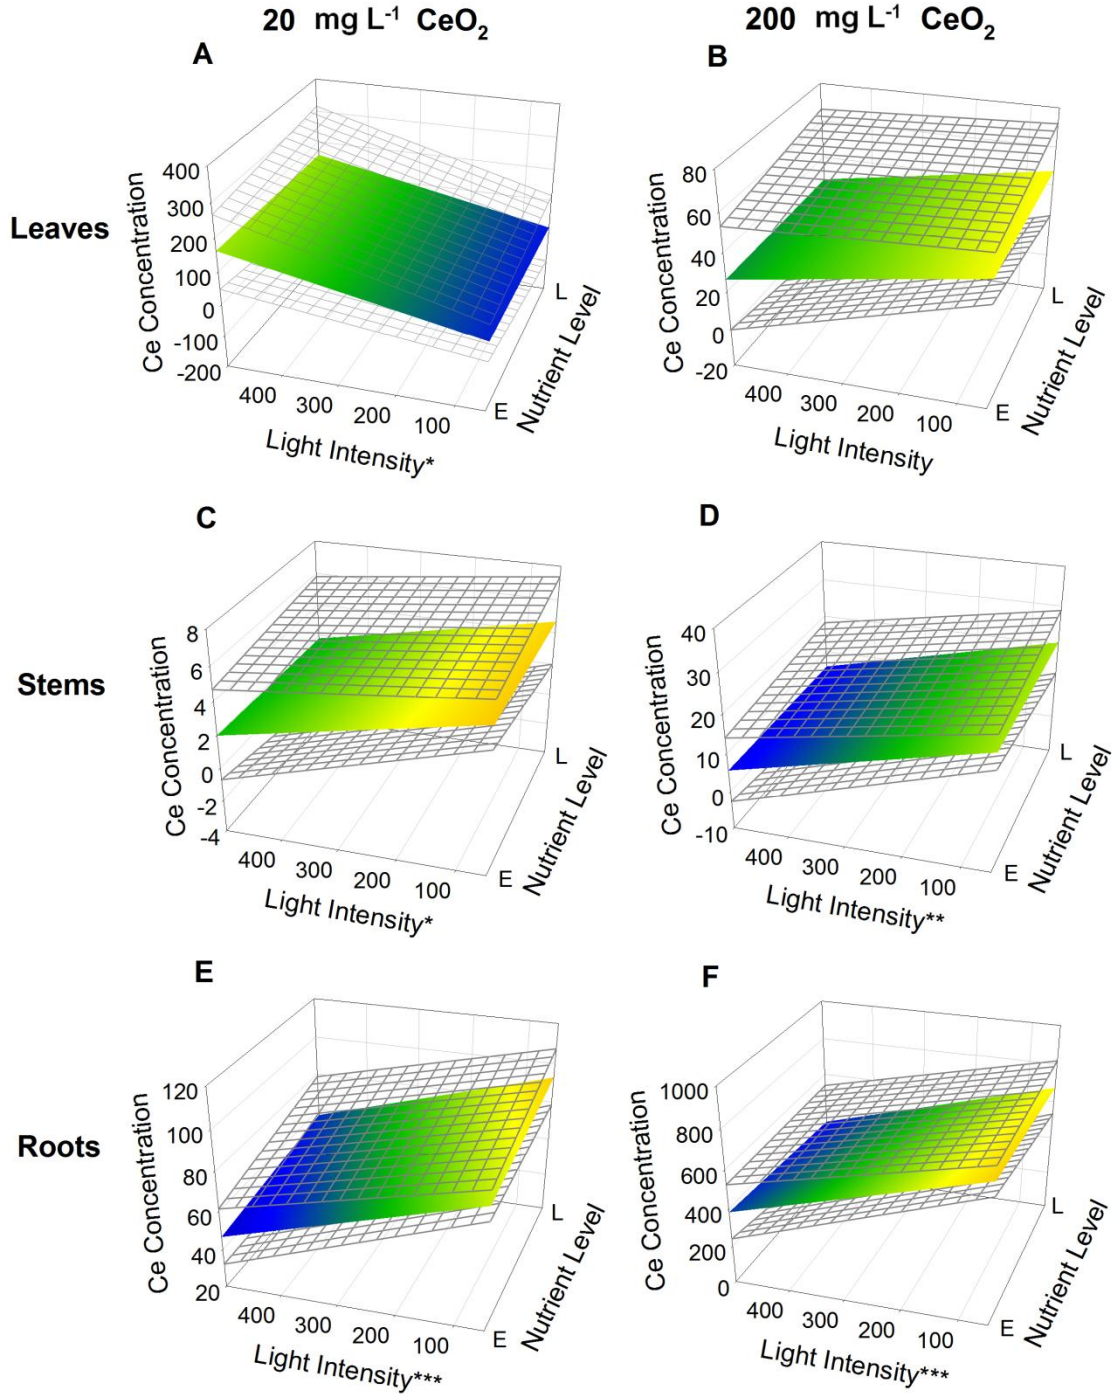 20 mg L⁻¹ CeO₂
200 mg L⁻¹ CeO₂
A
B
Leaves
Ce Concentration
400
300
200
100
0
-100
-200
400
300
200
100
Light Intensity*
E
L
Nutrient Level
Ce Concentration
80
60
40
20
0
-20
400
300
200
100
Light Intensity
E
L
Nutrient Level
C
D
Stems
Ce Concentration
8
6
4
2
0
-2
-4
400
300
200
100
Light Intensity*
E
L
Nutrient Level
Ce Concentration
40
30
20
10
0
-10
400
300
200
100
Light Intensity**
E
L
Nutrient Level
E
F
Roots
Ce Concentration
120
100
80
60
40
20
400
300
200
100
Light Intensity***
E
L
Nutrient Level
Ce Concentration
1000
800
600
400
200
0
400
300
200
100
Light Intensity***
E
L
Nutrient Level